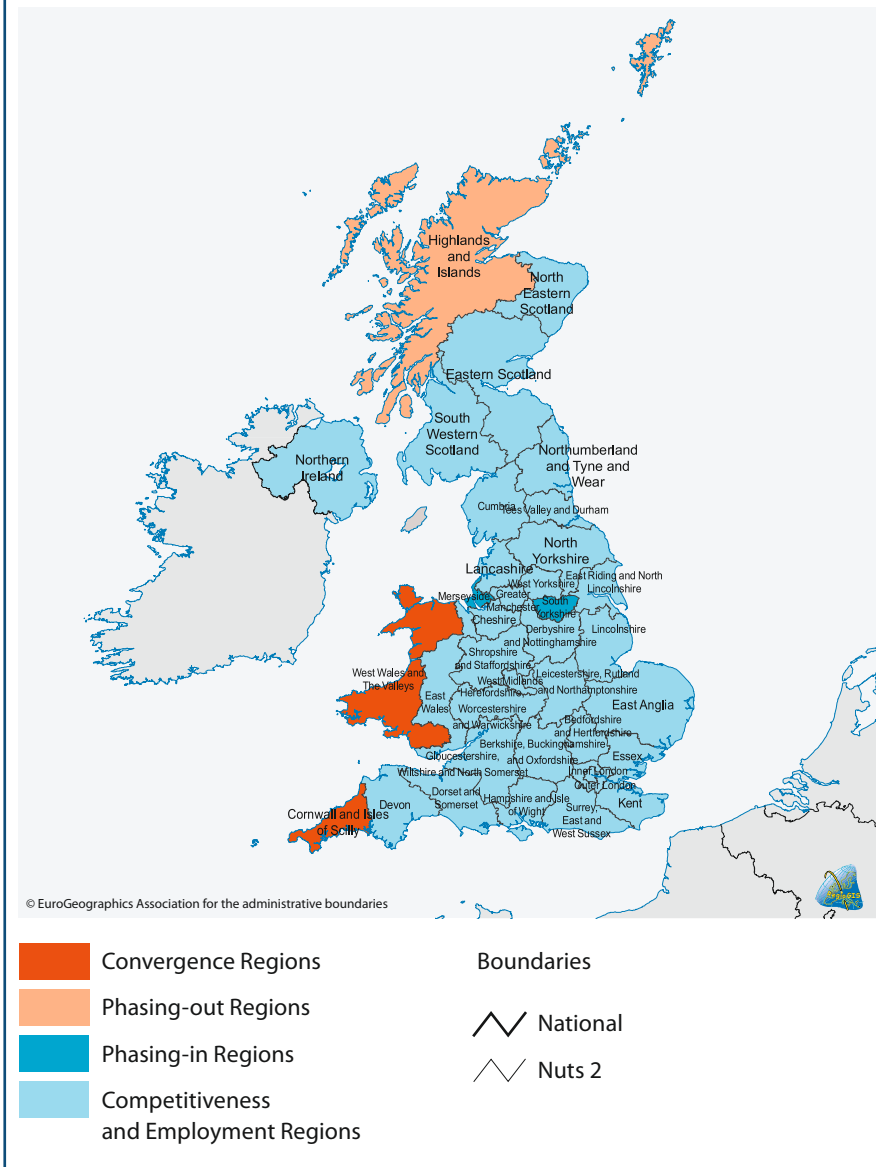 Highlands
and
Islands
North
Eastern
Scotland
Eastern Scotland
South
Western
Scotland
Northern
Ireland
Northumberland
and Tyne and
Wear
Cumbria
Tees Valley and Durham
North
Yorkshire
Lancashire
West Yorkshire
East Riding and North
Lincolnshire
Merseyside
Greater
Manchester
South
Yorkshire
Cheshire
Derbyshire
and Nottinghamshire
Lincolnshire
Shropshire
and Staffordshire
West Wales and
The Valleys
West Midlands
Leicestershire, Rutland
and Northamptonshire
East
Wales
Herefordshire,
Worcestershire
and Warwickshire
East Anglia
Bedfordshire
and Hertfordshire
Berkshire, Buckinghamshire,
and Oxfordshire
Essex
Gloucestershire,
Wiltshire and North Somerset
Inner London
Outer London
Cornwall and Isles
of Scilly
Devon
Dorset and
Somerset
Hampshire and Isle
of Wight
Surrey,
East and
West Sussex
Kent
© EuroGeographics Association for the administrative boundaries
RegioGIS
Convergence Regions
Phasing-out Regions
Phasing-in Regions
Competitiveness
and Employment Regions
Boundaries
National
Nuts 2